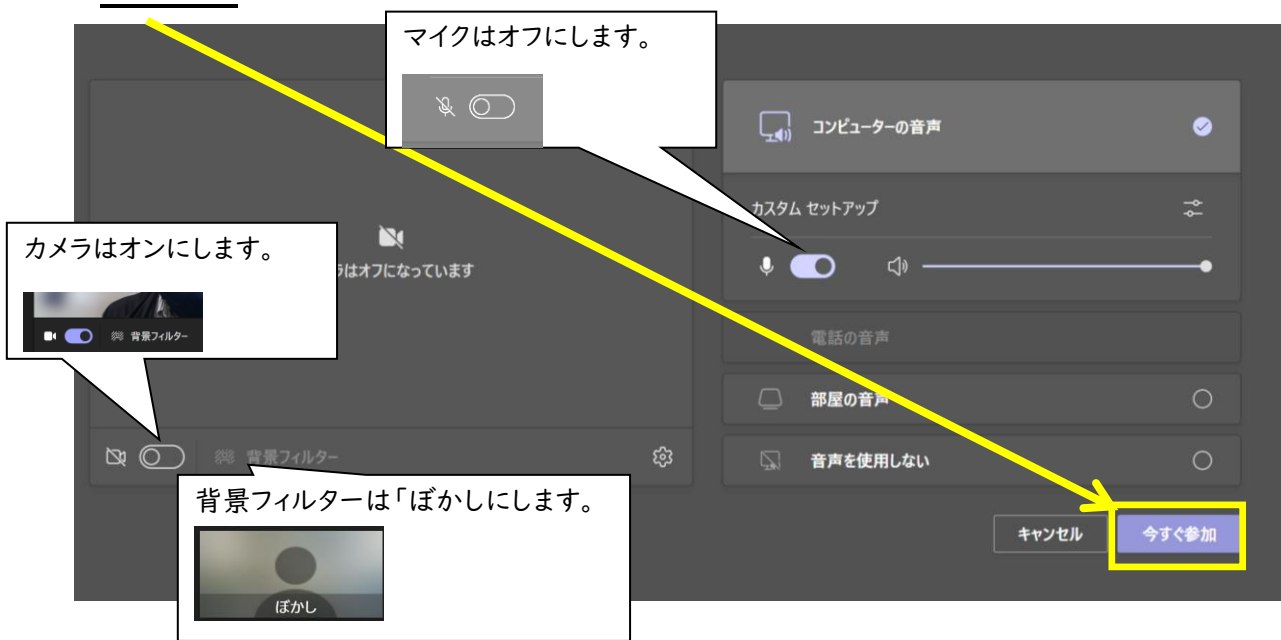 マイクはオフにします。
コンピューターの音声
カスタム セットアップ
カメラはオンにします。
背景フィルター
はオフになっています
電話の音声
部屋の音声
背景フィルター
音声を使用しない
背景フィルターは「ぼかしにします。
ぼかし
キャンセル
今すぐ参加